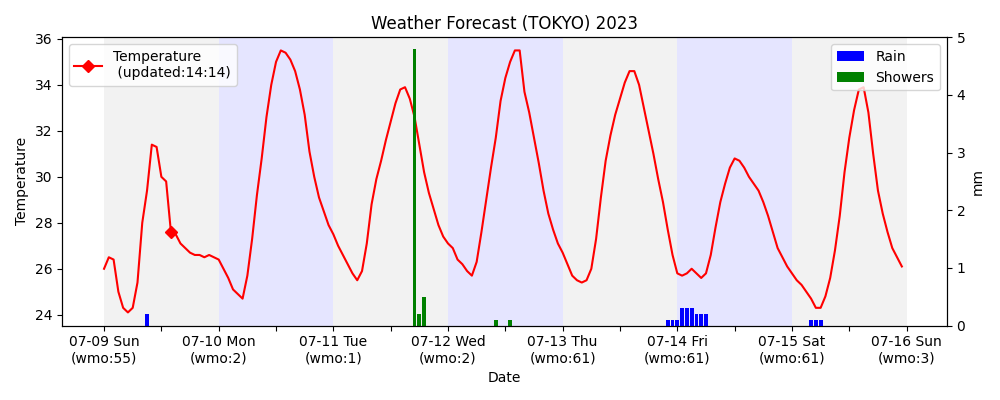 Weather Forecast (TOKYO) 2023
Temperature
(updated:14:14)
Rain
Showers
36
34
32
30
28
26
24
Temperature
5
4
3
2
1
0
mm
07-09 Sun
(wmo:55)
07-10 Mon
(wmo:2)
07-11 Tue
(wmo:1)
07-12 Wed
(wmo:2)
07-13 Thu
(wmo:61)
07-14 Fri
(wmo:61)
07-15 Sat
(wmo:61)
07-16 Sun
(wmo:3)
Date